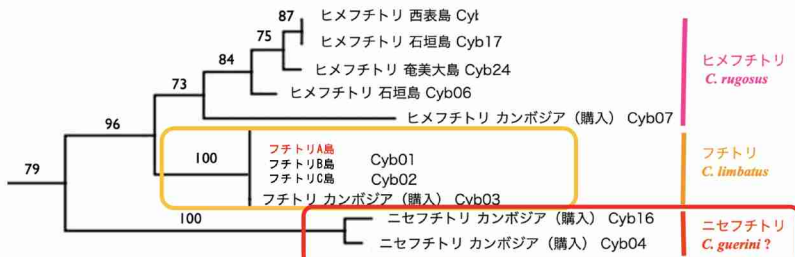 87
ヒメフチトリ 西表島
75
ヒメフチトリ 石垣島 Cyb17
84
ヒメフチトリ 奄美大島 Cyb24
73
ヒメフチトリ 石垣島 Cyb06
ヒメフチトリ カンボジア（購入） Cyb07
ヒメフチトリ
C. rugosus
96
100
フチトリA島
フチトリB島 Cyb01
フチトリC島 Cyb02
フチトリ カンボジア（購入） Cyb03
フチトリ
C. limbatus
79
100
ニセフチトリ カンボジア（購入） Cyb16
ニセフチトリ カンボジア（購入） Cyb04
ニセフチトリ
C. guerini ?